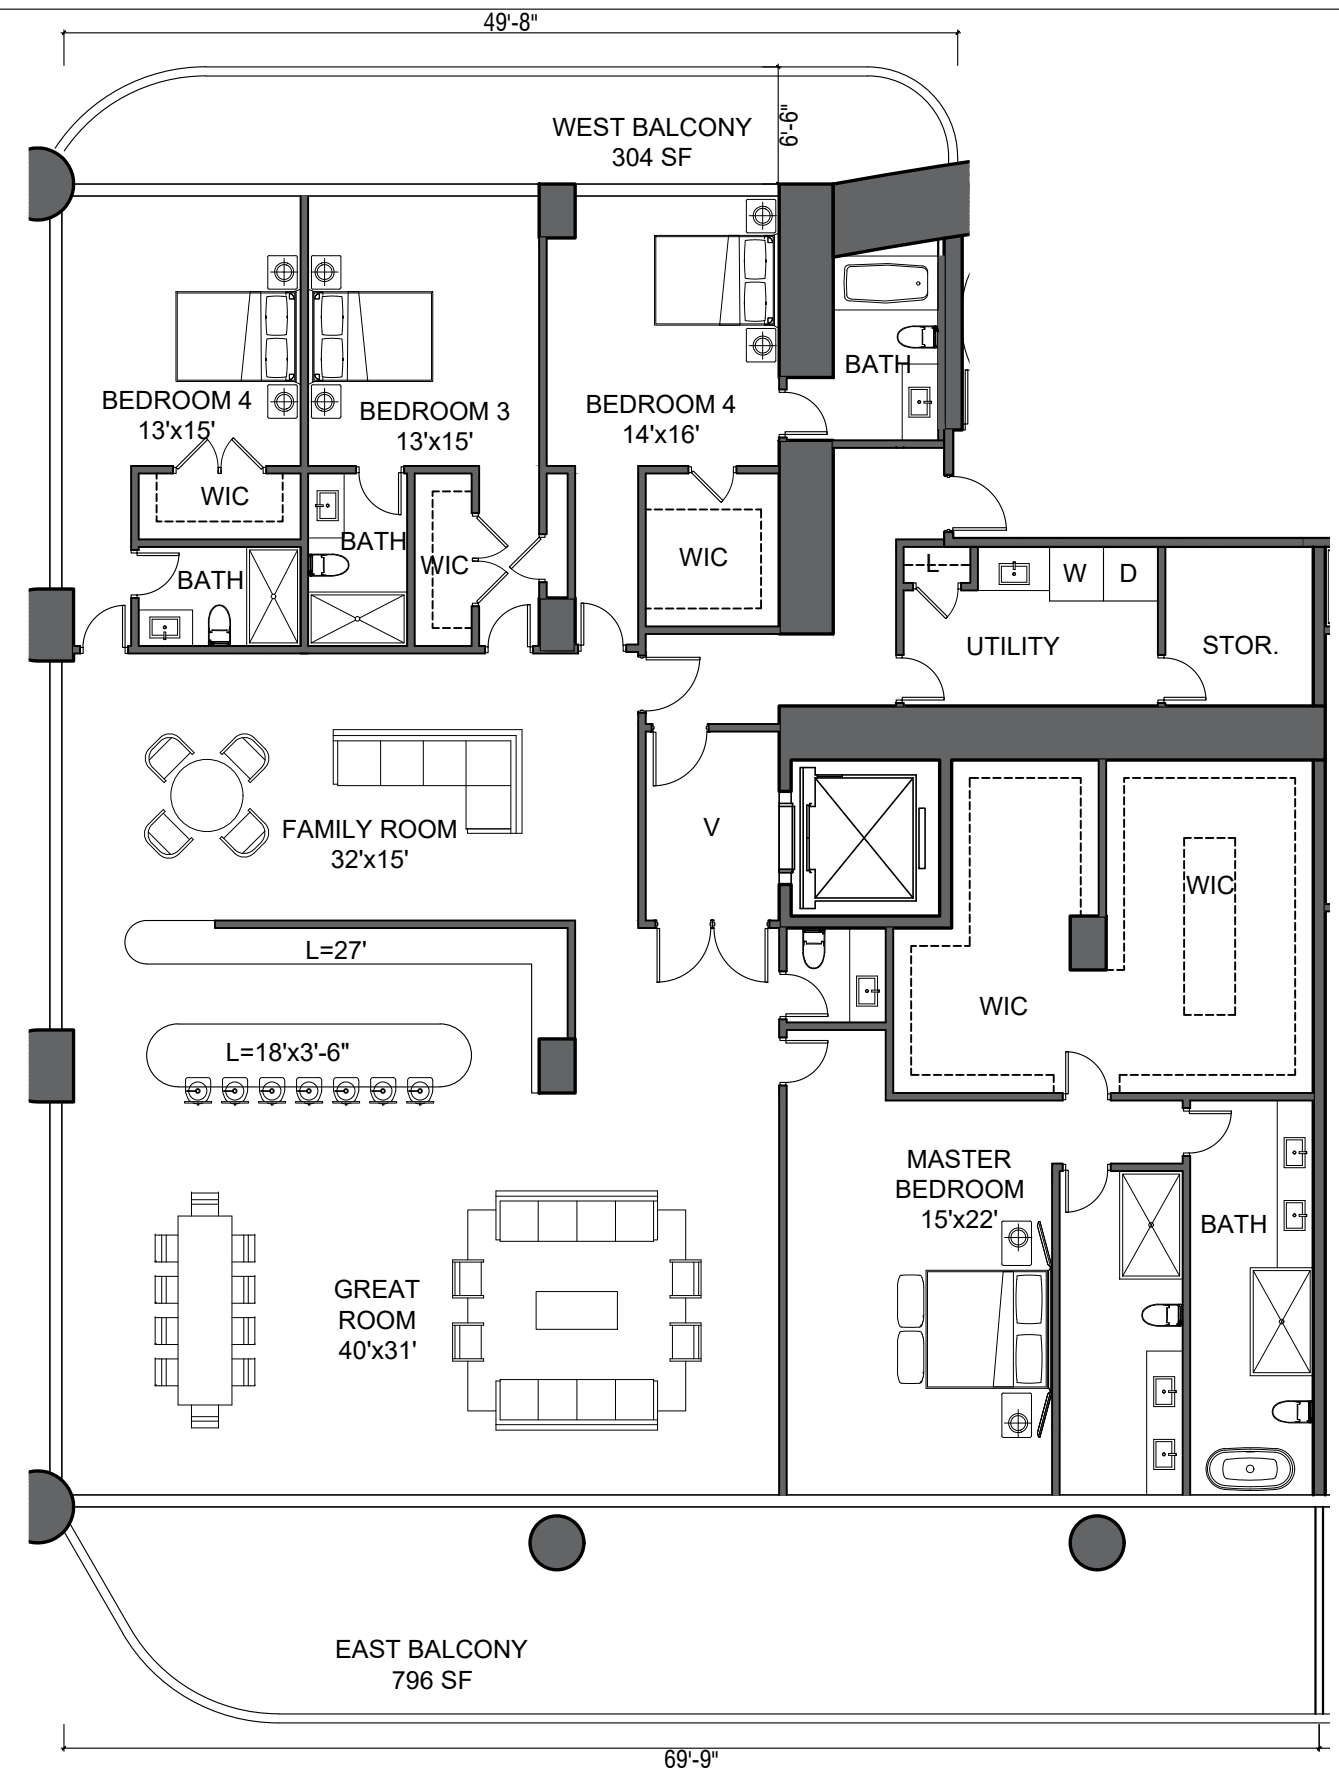 49'-8"
WEST BALCONY
304 SF
6'-6"
BATH
BEDROOM 4
13'x15'
BEDROOM 3
13'x15'
BEDROOM 4
14'x16'
WIC
BATH
WIC
WIC
BATH
L
W
D
UTILITY
STOR.
FAMILY ROOM
32'x15'
V
WIC
L=27'
WIC
L=18'x3'-6"
MASTER
BEDROOM
15'x22'
BATH
GREAT
ROOM
40'x31'
EAST BALCONY
796 SF
69'-9"